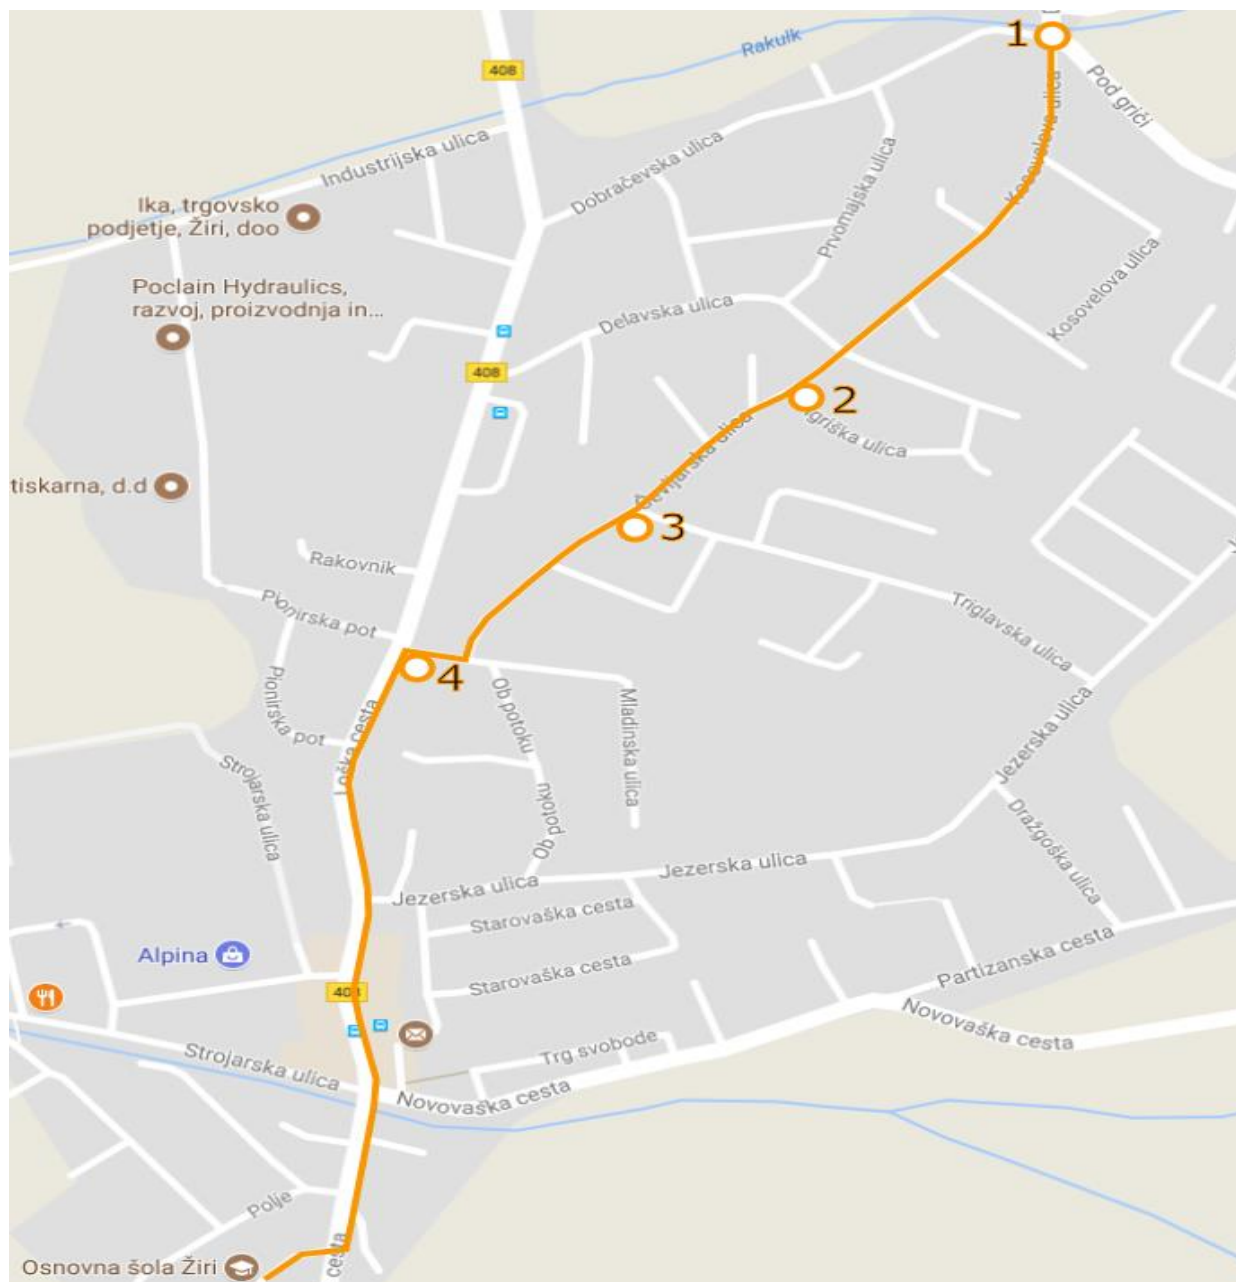 1
Rakulk
408
Pod griči
Industrijska ulica
Kosovelova ulica
Dobračevska ulica
Prvomajska ulica
Ika, trgovsko
podjetje, Žiri, doo
Kosovelova ulica
Poclain Hydraulics,
razvoj, proizvodnja in...
Delavska ulica
408
2
Igriška ulica
Čevljarska ulica
tiskarna, d.d
3
Rakovnik
Pionirska pot
Triglavska ulica
4
Pionirska pot
Ob potoku
Mladinska ulica
Loška cesta
Jezerska ulica
Strojarska ulica
Ob potoku
Dražgoška ulica
Jezerska ulica
Jezerska ulica
Starovaška cesta
Alpina
Partizanska cesta
Starovaška cesta
408
Novovaška cesta
Trg svobode
Strojarska ulica
Novovaška cesta
Polje
cesta
Osnovna šola Žiri